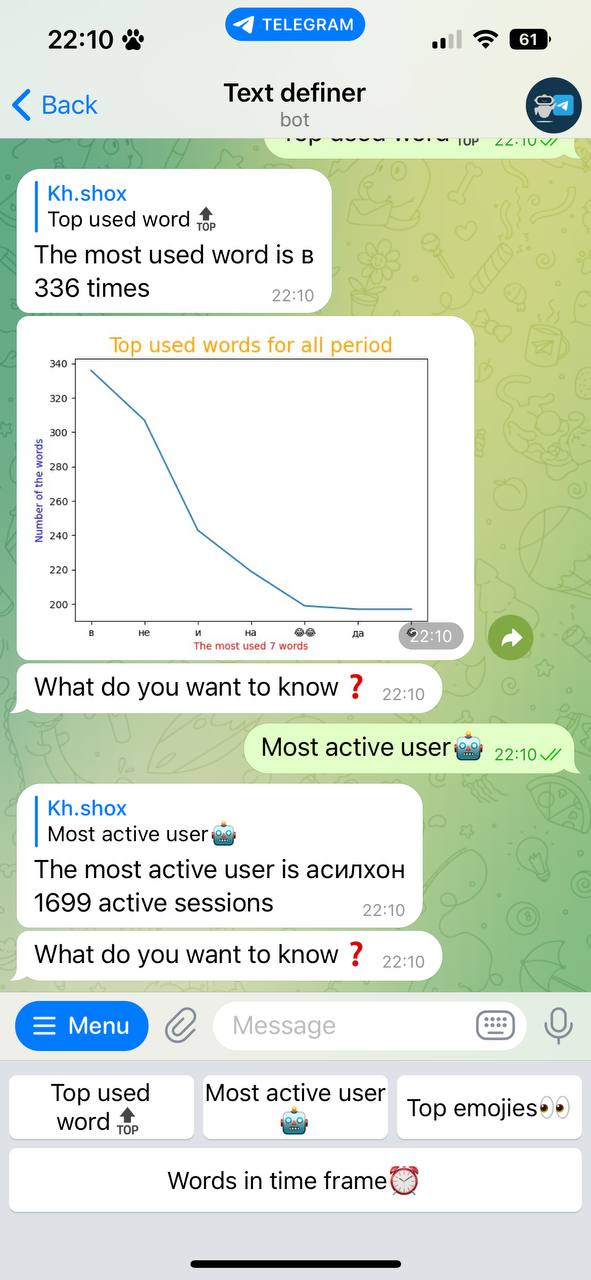 22:10
TELEGRAM
61
Back
Text definer
bot
Top used word TOP 22:10
Kh.shox
Top used word TOP
The most used word is в
336 times
22:10
Top used words for all period
340
320
300
280
260
240
220
200
Number of the words
в не и на 😂😂 да
The most used 7 words
22:10
What do you want to know ❓ 22:10
Most active user🤖 22:10
Kh.shox
Most active user🤖
The most active user is асилхон
1699 active sessions
22:10
What do you want to know ❓ 22:10
Menu
Message
Top used
word TOP
Most active user
🤖
Top emojies👀
Words in time frame⏰